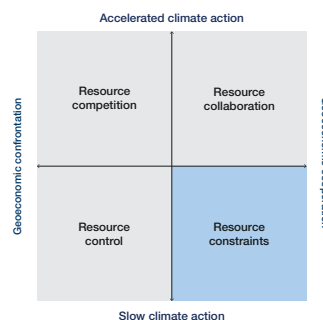 Accelerated climate action
Geoeconomic confrontation
Resource
competition
Resource
collaboration
Resource
control
Resource
constraints
Slow climate action